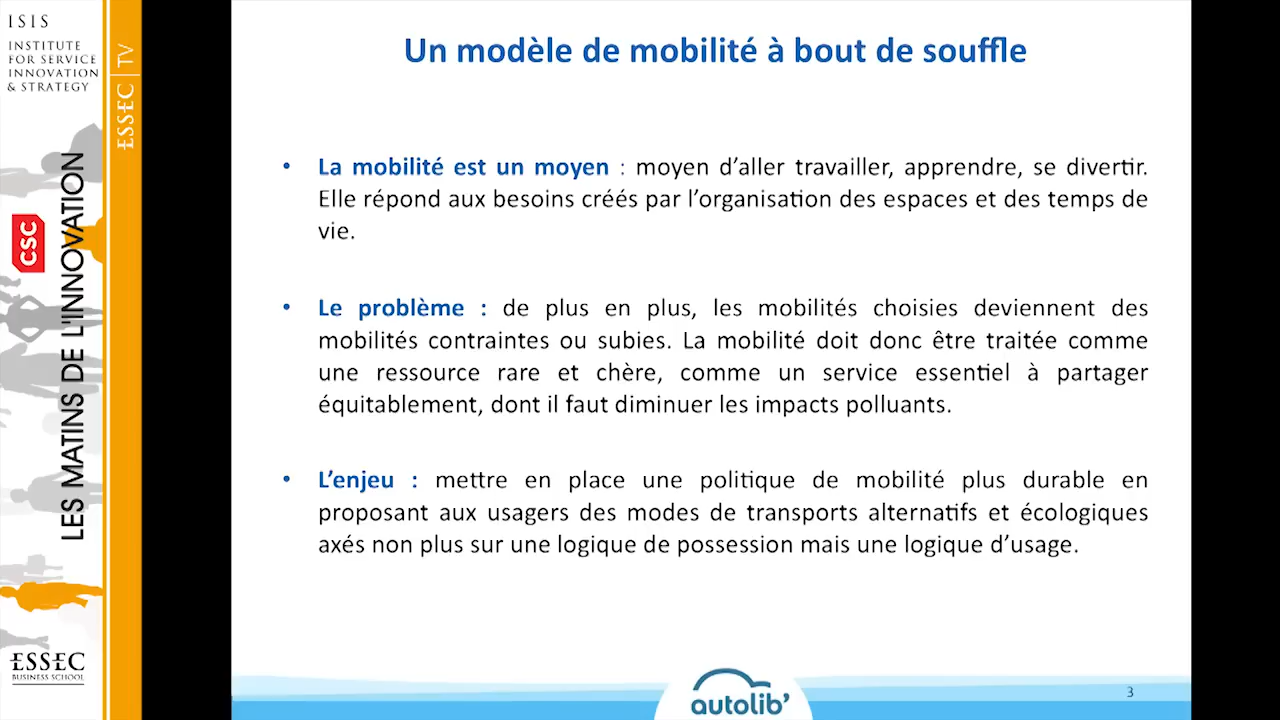 ISIS
INSTITUTE
FOR SERVICE
INNOVATION
& STRATEGY
ESSEC | TV
CSC
LES MATINS DE L'INNOVATION
ESSEC
BUSINESS SCHOOL
Un modèle de mobilité à bout de souffle
• La mobilité est un moyen : moyen d’aller travailler, apprendre, se divertir.
Elle répond aux besoins créés par l’organisation des espaces et des temps de
vie.
• Le problème : de plus en plus, les mobilités choisies deviennent des
mobilités contraintes ou subies. La mobilité doit donc être traitée comme
une ressource rare et chère, comme un service essentiel à partager
équitablement, dont il faut diminuer les impacts polluants.
• L’enjeu : mettre en place une politique de mobilité plus durable en
proposant aux usagers des modes de transports alternatifs et écologiques
axés non plus sur une logique de possession mais une logique d’usage.
autolib’
3